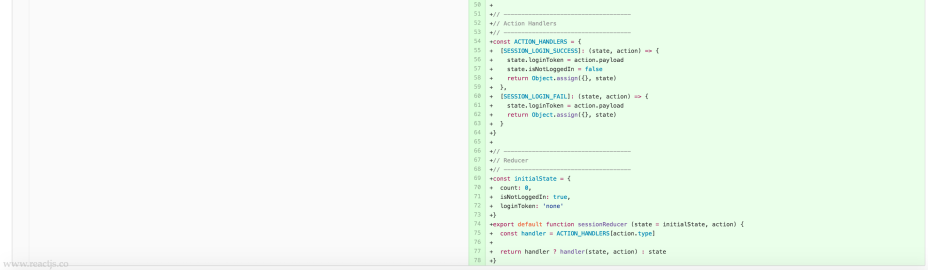 50 +
51 +// ------------------------------------
52 +// Action Handlers
53 +// ------------------------------------
54 +const ACTION_HANDLERS = {
55 +  [SESSION_LOGIN_SUCCESS]: (state, action) => {
56 +    state.loginToken = action.payload
57 +    state.isNotLoggedIn = false
58 +    return Object.assign({}, state)
59 +  },
60 +  [SESSION_LOGIN_FAIL]: (state, action) => {
61 +    state.loginToken = action.payload
62 +    return Object.assign({}, state)
63 +  }
64 +}
65 +
66 +// ------------------------------------
67 +// Reducer
68 +// ------------------------------------
69 +const initialState = {
70 +  count: 0,
71 +  isNotLoggedIn: true,
72 +  loginToken: 'none'
73 +}
74 +export default function sessionReducer (state = initialState, action) {
75 +  const handler = ACTION_HANDLERS[action.type]
76 +
77 +  return handler ? handler(state, action) : state
78 +}
www.reactjs.co